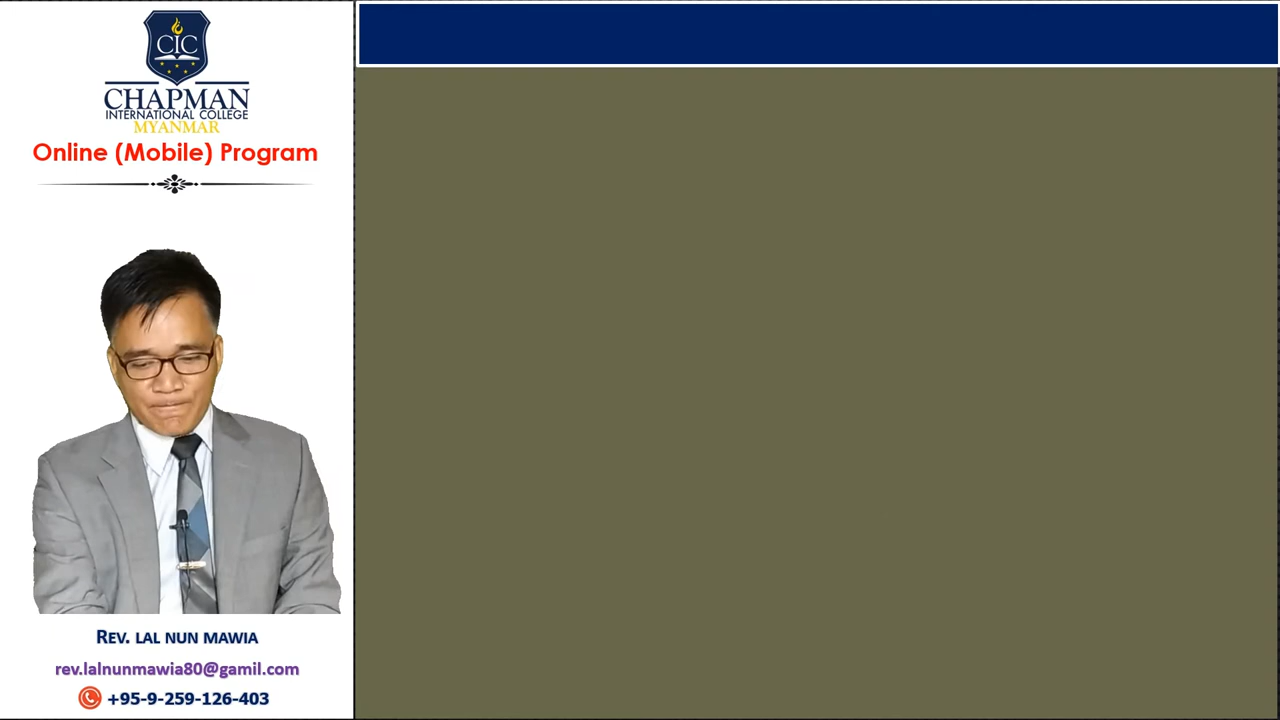 CIC
CHAPMAN
INTERNATIONAL COLLEGE
MYANMAR
Online (Mobile) Program
Rev. LAL NUN MAWIA
rev.lalnunmawia80@gamil.com
+95-9-259-126-403